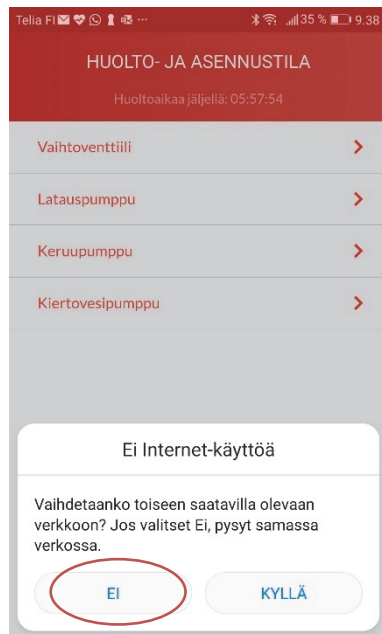 Telia FI ... 35 % 9.38
HUOLTO- JA ASENNUSTILA
Huoltoaikaa jäljellä: 05:57:54
Vaihtoventtiili
Latauspumppu
Keruupumppu
Kiertovesipumppu
Ei Internet-käyttöä
Vaihdetaanko toiseen saatavilla olevaan
verkkoon? Jos valitset Ei, pysyt samassa
verkossa.
EI KYLLÄ